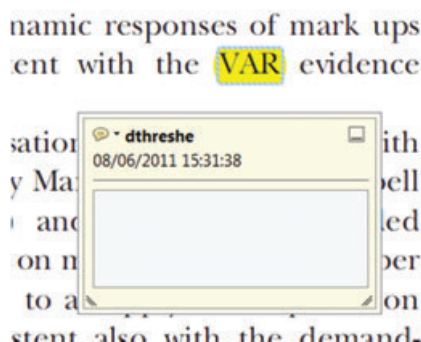 namic responses of mark ups
ent with the VAR evidence
sation ith
dthreshe
08/06/2011 15:31:38
y Ma ell
and led
on per
to a on
stent also with the demand-